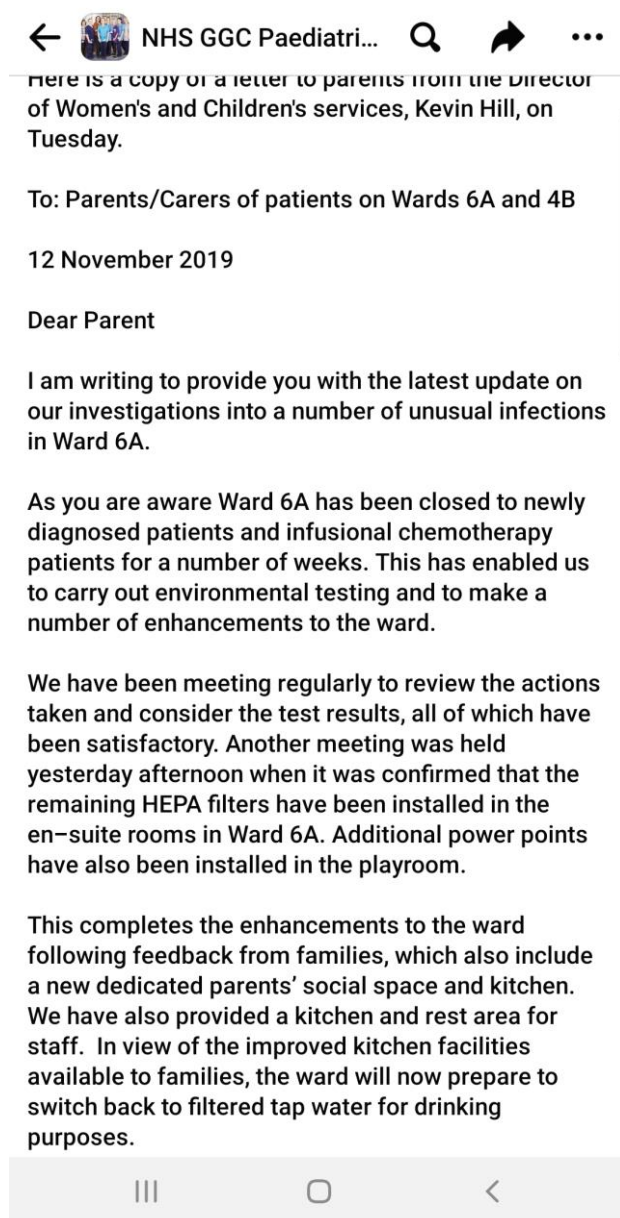 NHS GGC Paediatri...
Here is a copy of a letter to parents from the Director
of Women's and Children's services, Kevin Hill, on
Tuesday.
To: Parents/Carers of patients on Wards 6A and 4B
12 November 2019
Dear Parent
I am writing to provide you with the latest update on
our investigations into a number of unusual infections
in Ward 6A.
As you are aware Ward 6A has been closed to newly
diagnosed patients and infusional chemotherapy
patients for a number of weeks. This has enabled us
to carry out environmental testing and to make a
number of enhancements to the ward.
We have been meeting regularly to review the actions
taken and consider the test results, all of which have
been satisfactory. Another meeting was held
yesterday afternoon when it was confirmed that the
remaining HEPA filters have been installed in the
en–suite rooms in Ward 6A. Additional power points
have also been installed in the playroom.
This completes the enhancements to the ward
following feedback from families, which also include
a new dedicated parents’ social space and kitchen.
We have also provided a kitchen and rest area for
staff.  In view of the improved kitchen facilities
available to families, the ward will now prepare to
switch back to filtered tap water for drinking
purposes.